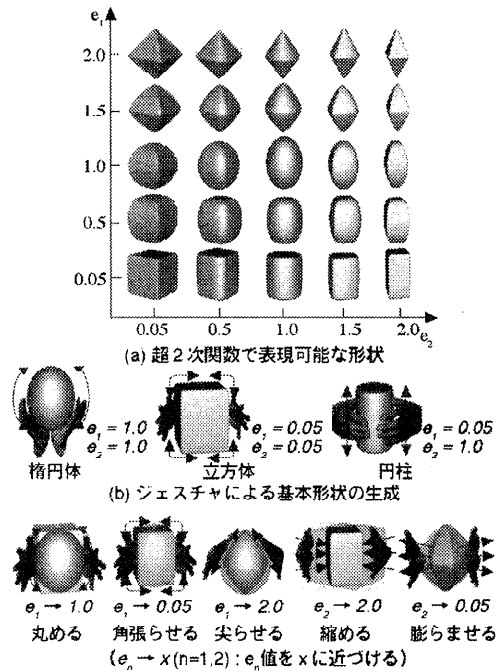 e₁
2.0
1.5
1.0
0.5
0.05
0.05 0.5 1.0 1.5 2.0 e₂
(a) 超2次関数で表現可能な形状
e₁ = 1.0
e₂ = 1.0
楕円体
e₁ = 0.05
e₂ = 0.05
立方体
e₁ = 0.05
e₂ = 1.0
円柱
(b) ジェスチャによる基本形状の生成
e₁ → 1.0 e₁ → 0.05 e₁ → 2.0 e₂ → 2.0 e₂ → 0.05
丸める 角張らせる 尖らせる 縮める 膨らませる
(eₙ → x (n=1,2) : eₙ 値を x に近づける)